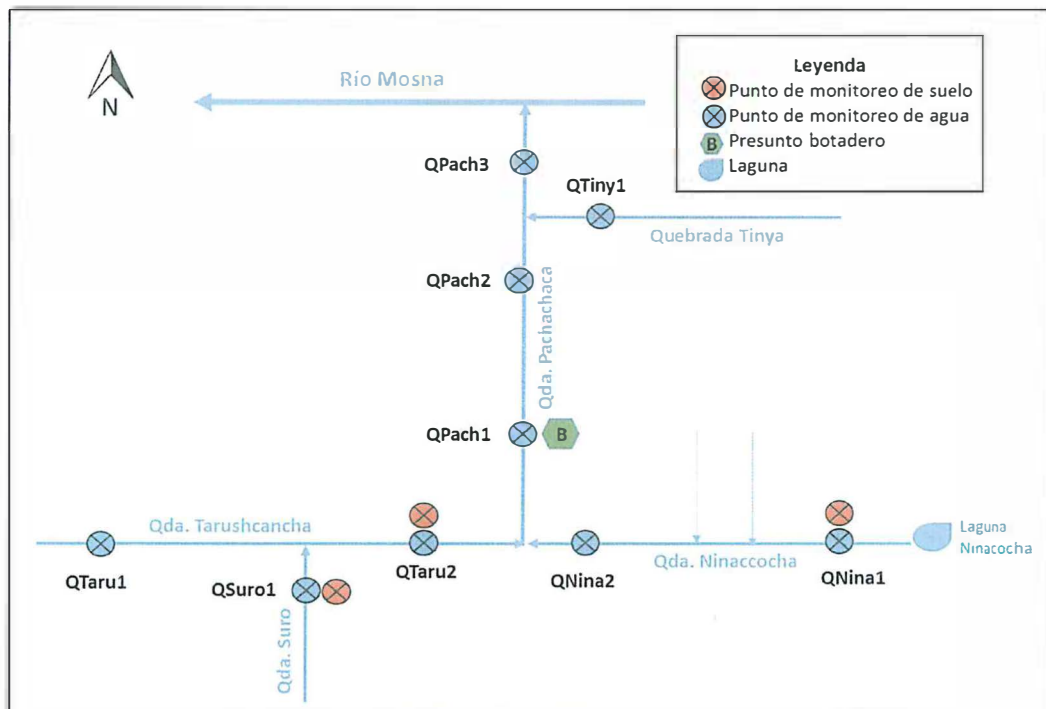 Leyenda
Punto de monitoreo de suelo
Punto de monitoreo de agua
B Presunto botadero
Laguna
N
Río Mosna
QPach3
QTiny1
Quebrada Tinya
QPach2
Qda. Pachachaca
QPach1
B
Qda. Tarushcancha
QTaru1
QSuro1
QTaru2
QNina2
Qda. Ninaccocha
QNina1
Laguna
Ninacocha
Qda. Suro